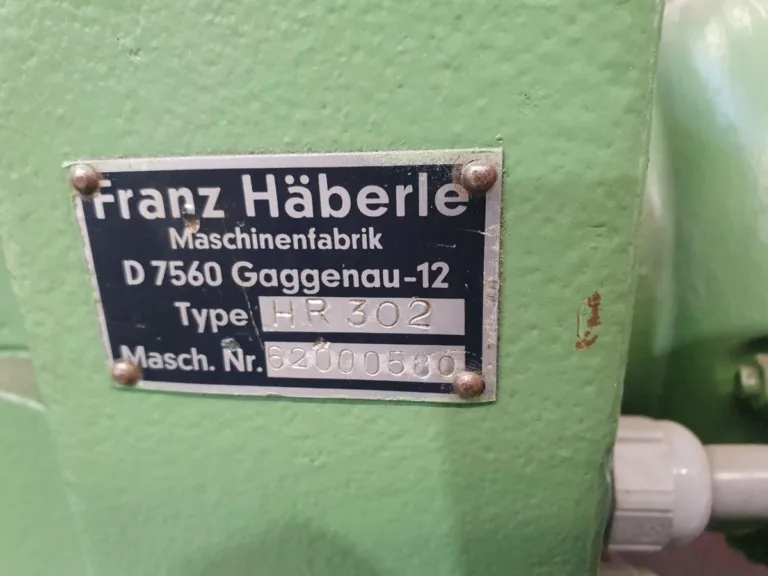 Franz Häberle
Maschinenfabrik
D 7560 Gaggenau-12
Type HR 302
Masch. Nr. 62000580